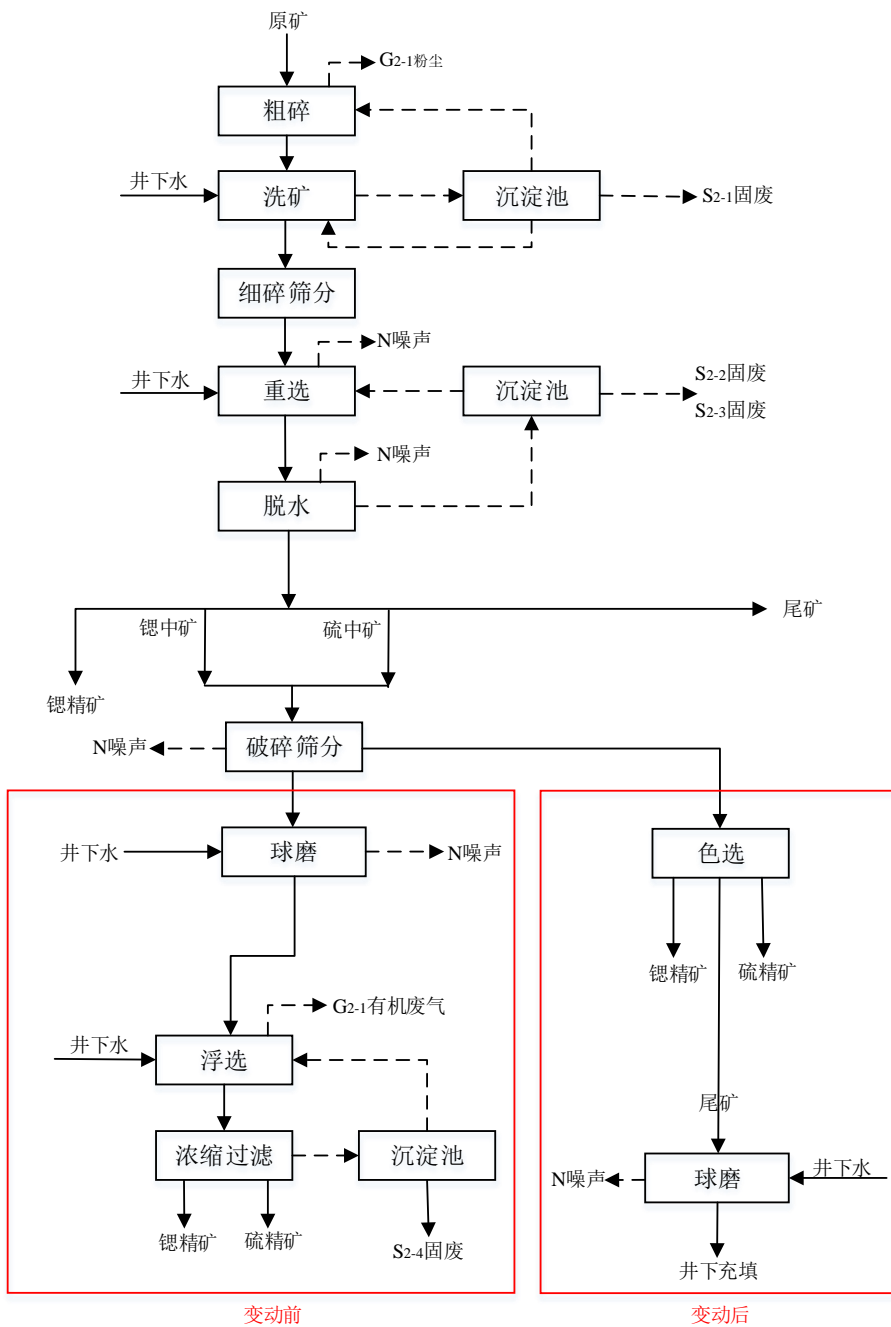 原矿
G2-1粉尘
粗碎
井下水
洗矿
沉淀池
S2-1固废
细碎筛分
N噪声
井下水
重选
沉淀池
S2-2固废
S2-3固废
N噪声
脱水
锶中矿
硫中矿
尾矿
锶精矿
N噪声
破碎筛分
井下水
球磨
N噪声
色选
锶精矿
硫精矿
G2-1有机废气
井下水
浮选
尾矿
浓缩过滤
沉淀池
N噪声
球磨
井下水
锶精矿
硫精矿
S2-4固废
井下充填
变动前
变动后